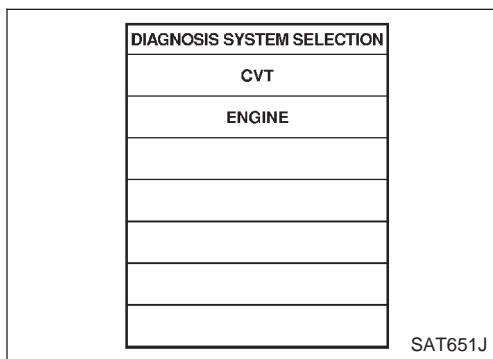 DIAGNOSIS SYSTEM SELECTION
CVT
ENGINE
SAT651J